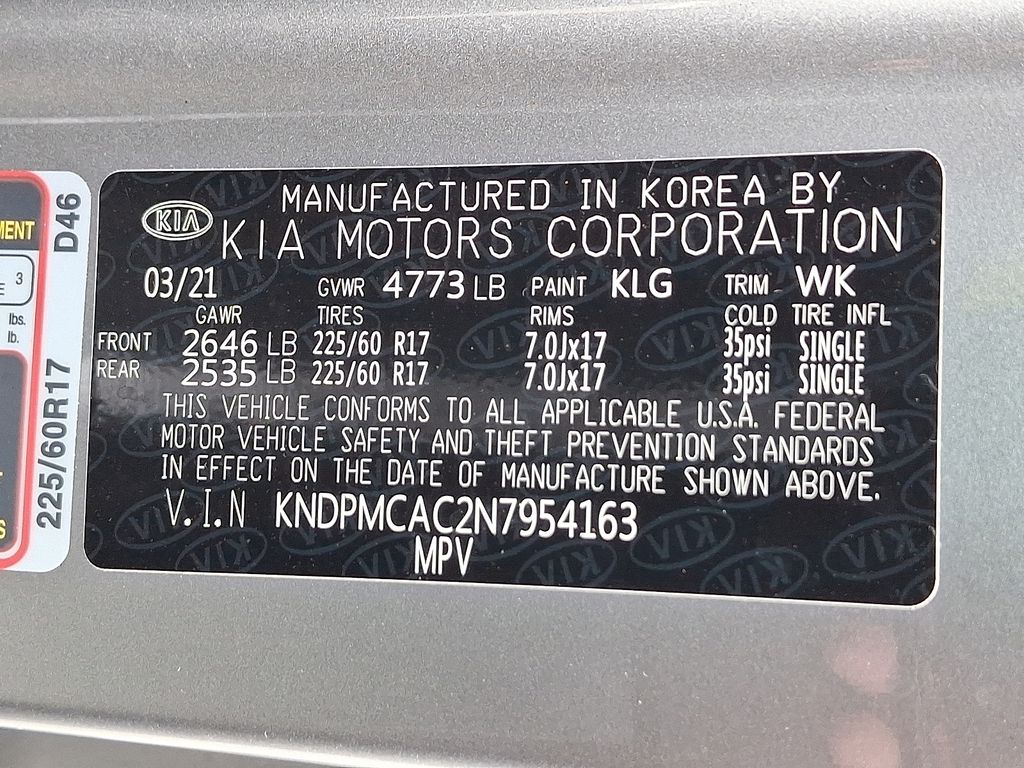 MANUFACTURED IN KOREA BY
KIA KIA MOTORS CORPORATION
03/21 GVWR 4773 LB PAINT KLG TRIM WK
GAWR TIRES RIMS COLD TIRE INFL
FRONT 2646 LB 225/60 R17 7.0Jx17 35psi SINGLE
REAR 2535 LB 225/60 R17 7.0Jx17 35psi SINGLE
THIS VEHICLE CONFORMS TO ALL APPLICABLE U.S.A. FEDERAL
MOTOR VEHICLE SAFETY AND THEFT PREVENTION STANDARDS
IN EFFECT ON THE DATE OF MANUFACTURE SHOWN ABOVE.
V.I.N KNDPMCAC2N7954163
MPV
D46
225/60R17
3
lbs.
lb.